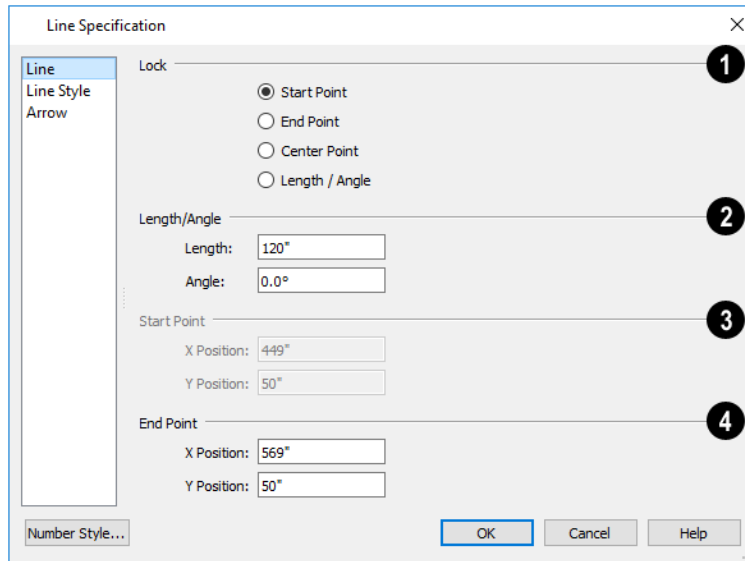 Line Specification
Line
Line Style
Arrow
Lock
1
Start Point
End Point
Center Point
Length / Angle
Length/Angle
2
Length: 120"
Angle: 0.0°
Start Point
3
X Position: 449"
Y Position: 50"
End Point
4
X Position: 569"
Y Position: 50"
Number Style...
OK
Cancel
Help